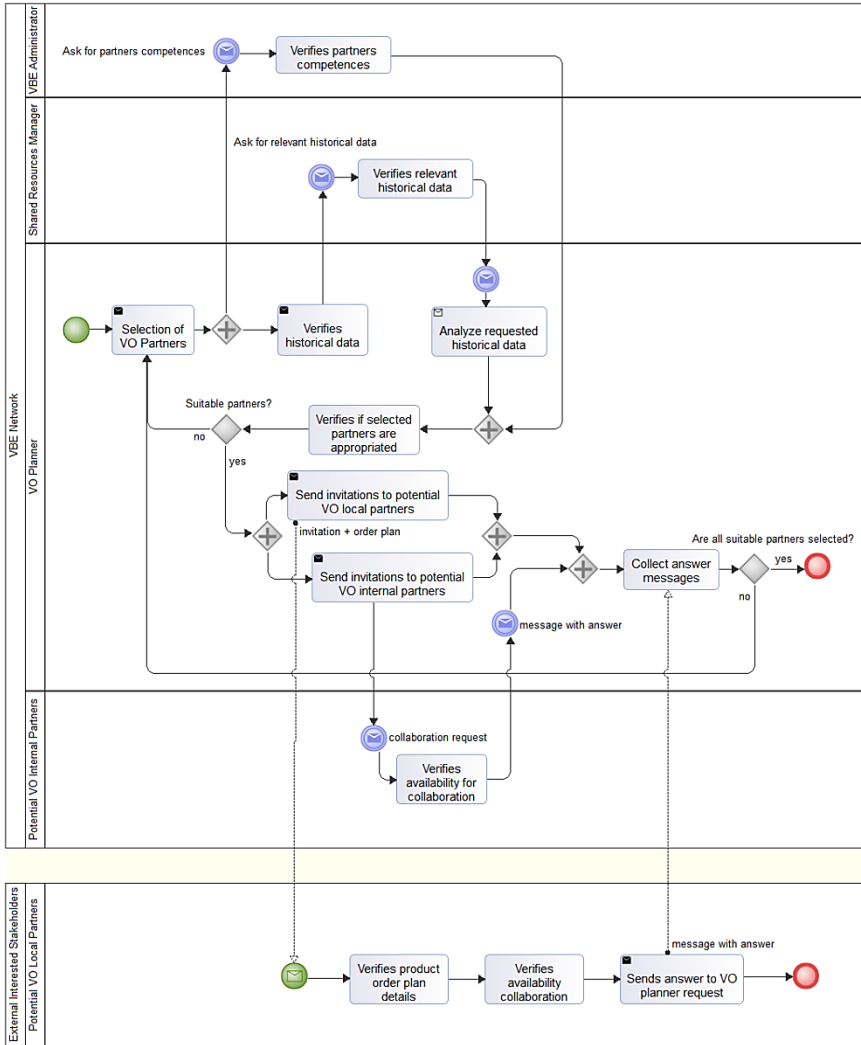 VBE Network
VBE Administrator
Ask for partners competences
Verifies partners
competences
Shared Resources Manager
Ask for relevant historical data
Verifies relevant
historical data
VO Planner
Selection of
VO Partners
Verifies
historical data
Analyze requested
historical data
Suitable partners?
no
yes
Verifies if selected
partners are
appropriated
Send invitations to potential
VO local partners
invitation + order plan
Send invitations to potential
VO internal partners
message with answer
Collect answer
messages
Are all suitable partners selected?
yes
no
Potential VO Internal Partners
collaboration request
Verifies
availability for
collaboration
External Interested Stakeholders
Potential VO Local Partners
Verifies product
order plan
details
Verifies
availability
collaboration
message with answer
Sends answer to VO
planner request